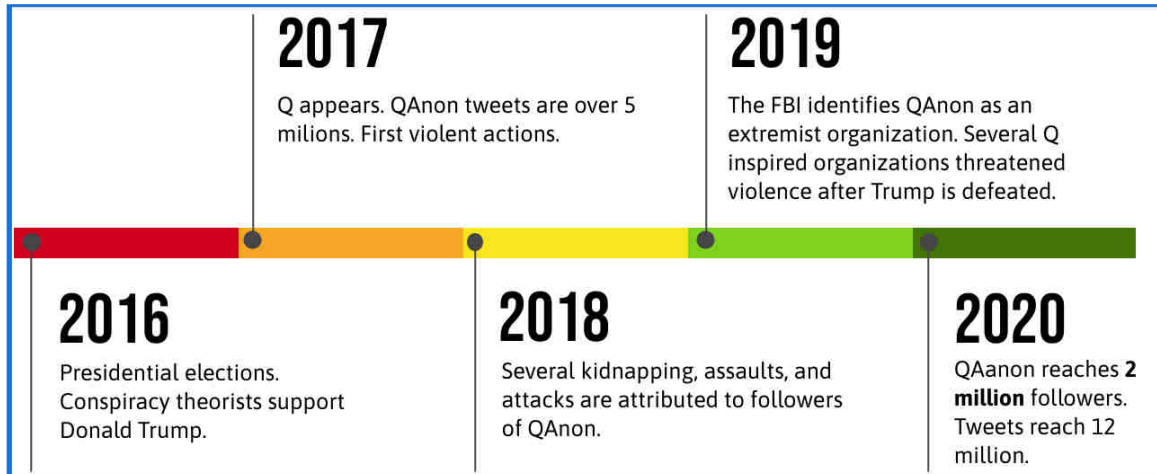 2016
Presidential elections.
Conspiracy theorists support
Donald Trump.
2017
Q appears. QAnon tweets are over 5
milions. First violent actions.
2018
Several kidnapping, assaults, and
attacks are attributed to followers
of QAnon.
2019
The FBI identifies QAnon as an
extremist organization. Several Q
inspired organizations threatened
violence after Trump is defeated.
2020
QAanon reaches 2
million followers.
Tweets reach 12
million.